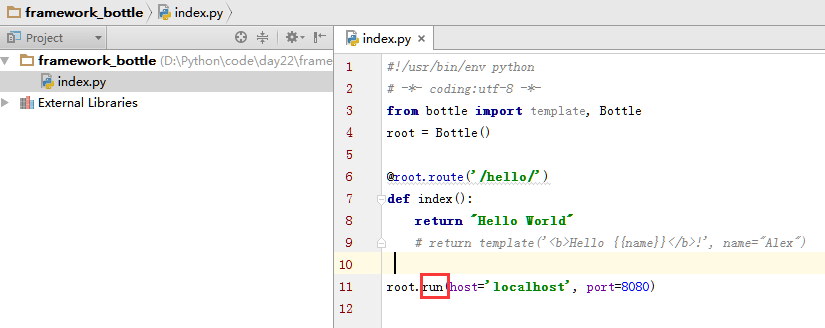 framework_bottle index.py
Project
framework_bottle (D:\Python\code\day22\frame
index.py
External Libraries
index.py
1 #!/usr/bin/env python
2 # -*- coding:utf-8 -*-
3 from bottle import template, Bottle
4 root = Bottle()
5
6 @root.route('/hello/')
7 def index():
8 return "Hello World"
9 # return template('<b>Hello {{name}}</b>!', name="Alex")
10
11 root.run(host='localhost', port=8080)
12